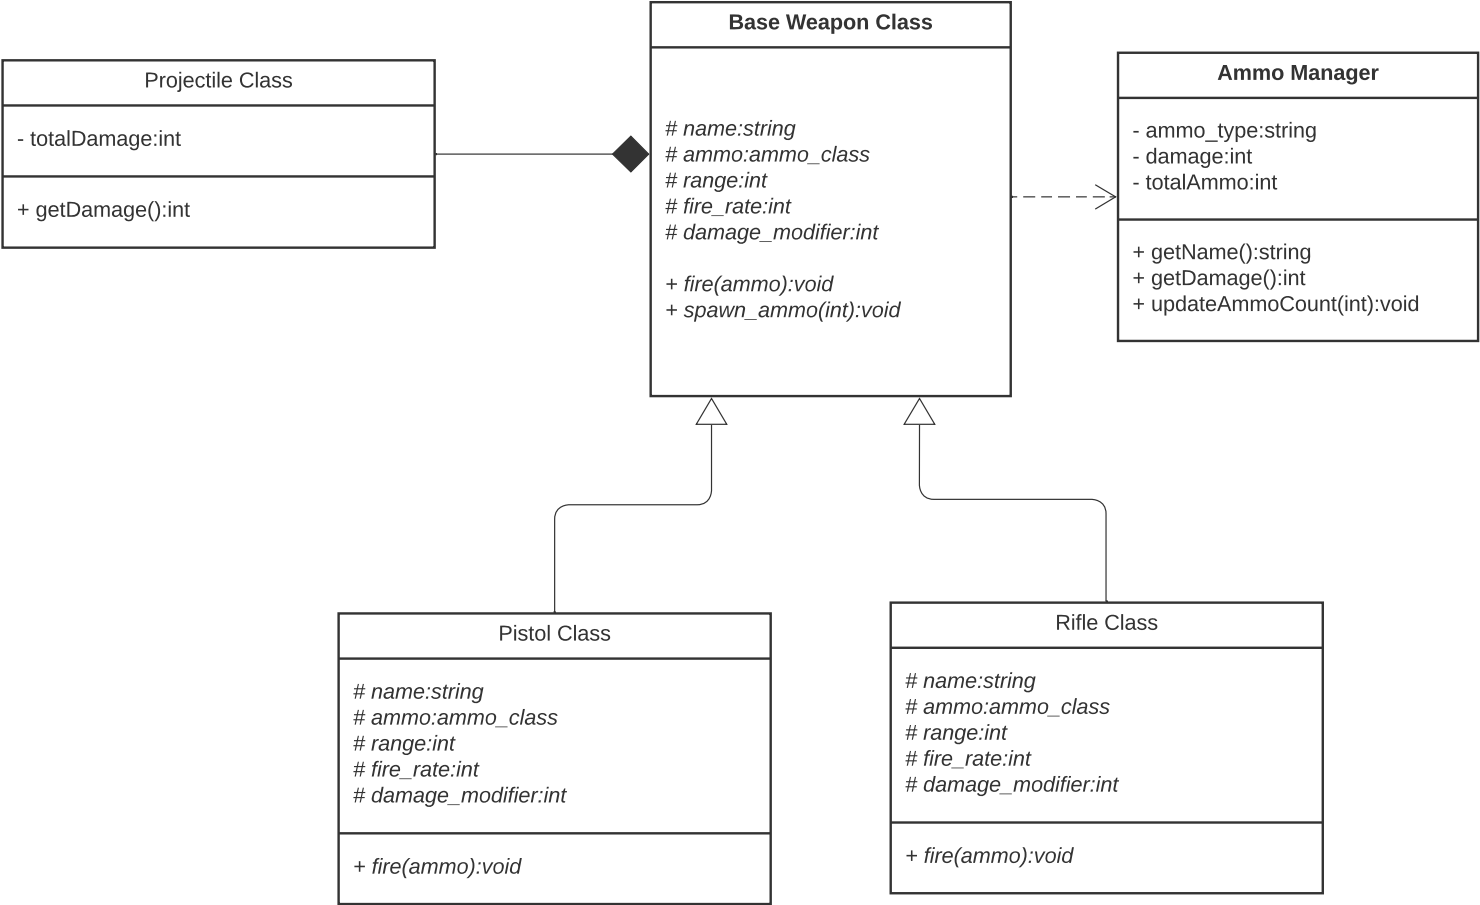 Base Weapon Class
# name:string
# ammo:ammo_class
# range:int
# fire_rate:int
# damage_modifier:int
+ fire(ammo):void
+ spawn_ammo(int):void
Projectile Class
- totalDamage:int
+ getDamage():int
Ammo Manager
- ammo_type:string
- damage:int
- totalAmmo:int
+ getName():string
+ getDamage():int
+ updateAmmoCount(int):void
Pistol Class
# name:string
# ammo:ammo_class
# range:int
# fire_rate:int
# damage_modifier:int
+ fire(ammo):void
Rifle Class
# name:string
# ammo:ammo_class
# range:int
# fire_rate:int
# damage_modifier:int
+ fire(ammo):void